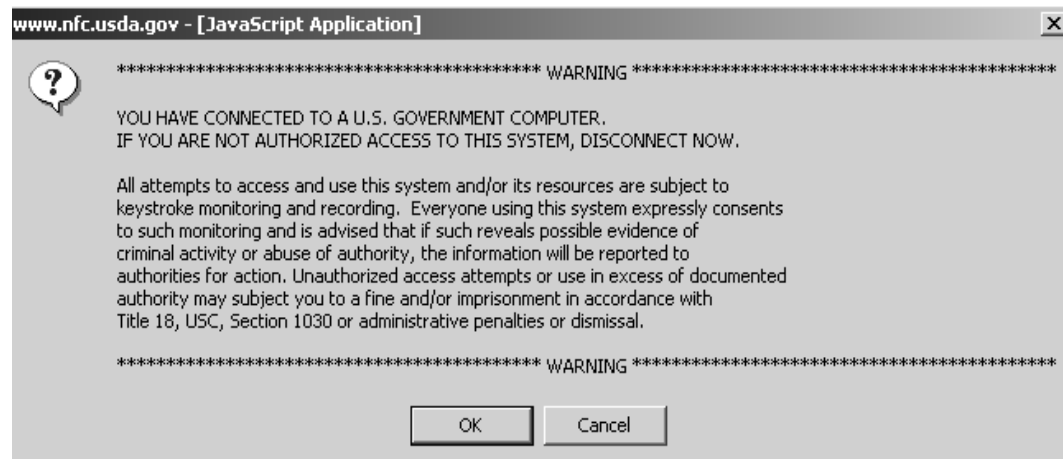 www.nfc.usda.gov - [JavaScript Application]
****************************************** WARNING ******************************************
YOU HAVE CONNECTED TO A U.S. GOVERNMENT COMPUTER.
IF YOU ARE NOT AUTHORIZED ACCESS TO THIS SYSTEM, DISCONNECT NOW.
All attempts to access and use this system and/or its resources are subject to
keystroke monitoring and recording.  Everyone using this system expressly consents
to such monitoring and is advised that if such reveals possible evidence of
criminal activity or abuse of authority, the information will be reported to
authorities for action. Unauthorized access attempts or use in excess of documented
authority may subject you to a fine and/or imprisonment in accordance with
Title 18, USC, Section 1030 or administrative penalties or dismissal.
****************************************** WARNING ******************************************
OK
Cancel